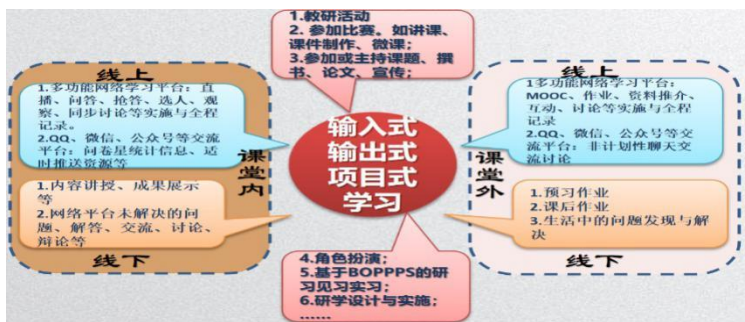 1.教研活动
2. 参加比赛。如讲课、
课件制作、微课；
3.参加或主持课题、撰
书、论文、宣传；
线上
1.多功能网络学习平台：直
播、问答、抢答、选人、观
察、同步讨论等实施与全程
记录。
2.QQ、微信、公众号等交流
平台：问卷星统计信息、适
时推送资源等
课堂内
1.内容讲授、成果展示
等
2.网络平台未解决的问
题、解答、交流、讨论、
辩论等
线下
输入式
输出式
项目式
学习
线上
1多功能网络学习平台：
MOOC、作业、资料推介、
互动、讨论等实施与全程
记录
2.QQ、微信、公众号等交
流平台：非计划性聊天交
流讨论
课堂外
1.预习作业
2.课后作业
3.生活中的问题发现与解
决
线下
4.角色扮演；
5.基于BOPPPS的研
习见习实习；
6.研学设计与实施；
......